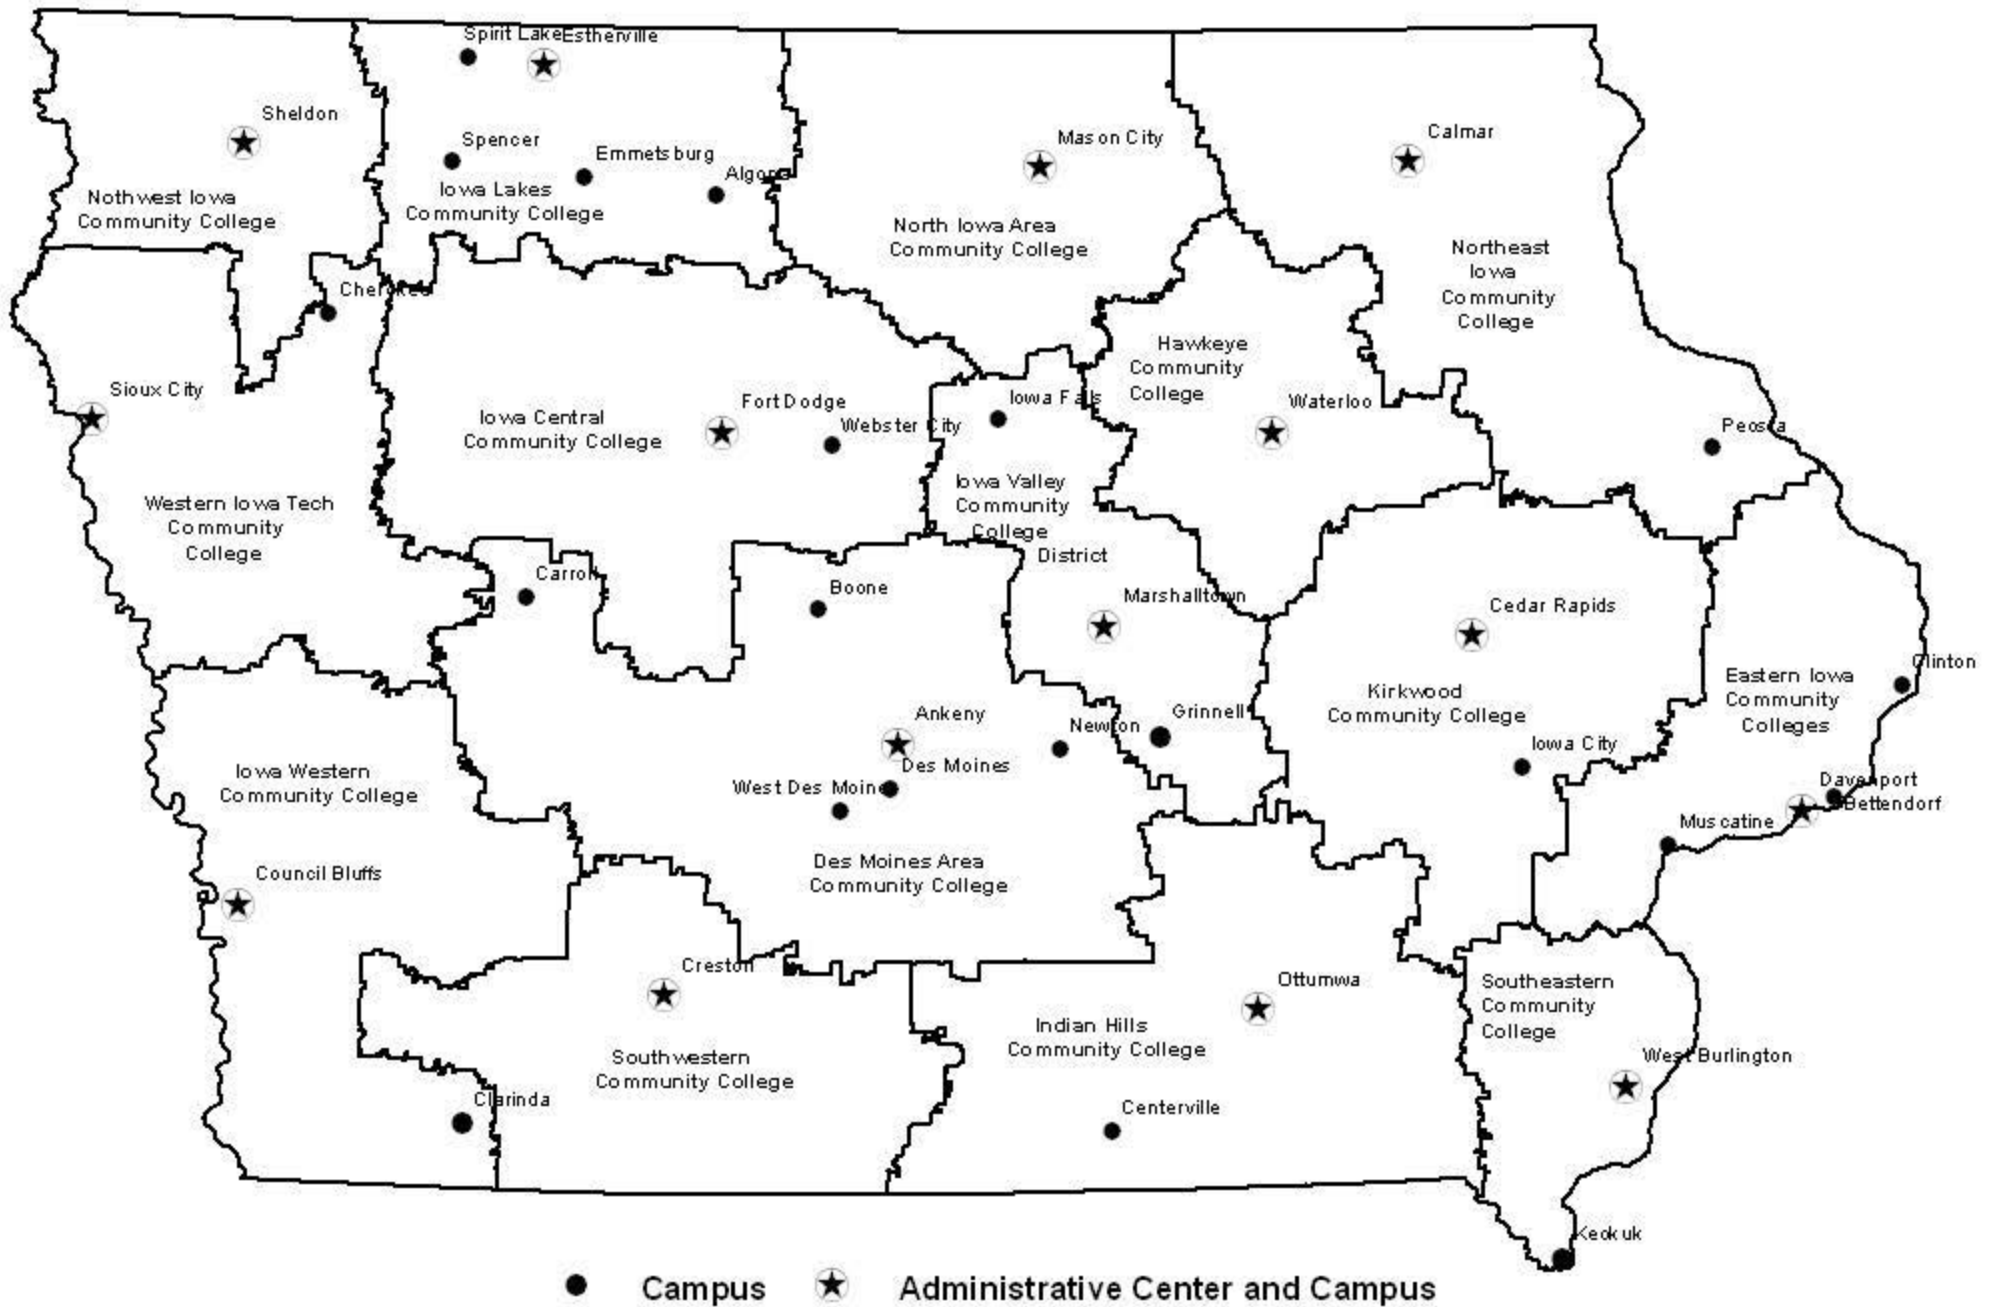 Spirit Lake
Estherville
Sheldon
Spencer
Emmetsburg
Algona
Nothwest Iowa
Community College
Iowa Lakes
Community College
Mason City
North Iowa Area
Community College
Calmar
Northeast
Iowa
Community
College
Cherokee
Sioux City
Western Iowa Tech
Community
College
Iowa Central
Community College
Fort Dodge
Webster City
Iowa Falls
Iowa Valley
Community
College
District
Hawkeye
Community
College
Waterloo
Peosta
Carroll
Boone
Marshalltown
Cedar Rapids
Kirkwood
Community College
Iowa City
Eastern Iowa
Community
Colleges
Clinton
Ankeny
Des Moines
West Des Moines
Newton
Grinnell
Davenport
Bettendorf
Muscatine
Iowa Western
Community College
Council Bluffs
Des Moines Area
Community College
Creston
Southwestern
Community College
Clarinda
Ottumwa
Indian Hills
Community College
Centerville
Southeastern
Community
College
West Burlington
Keokuk
Campus
Administrative Center and Campus